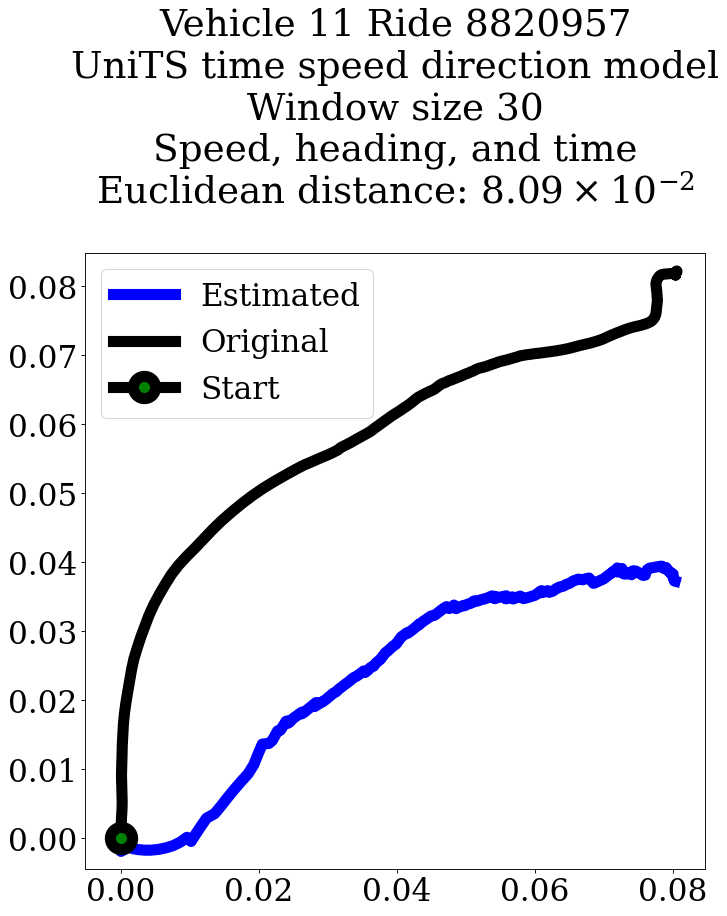 Vehicle 11 Ride 8820957
UniTS time speed direction model
Window size 30
Speed, heading, and time
Euclidean distance: 8.09 × 10⁻²
Estimated
Original
Start
0.08
0.07
0.06
0.05
0.04
0.03
0.02
0.01
0.00
0.00 0.02 0.04 0.06 0.08